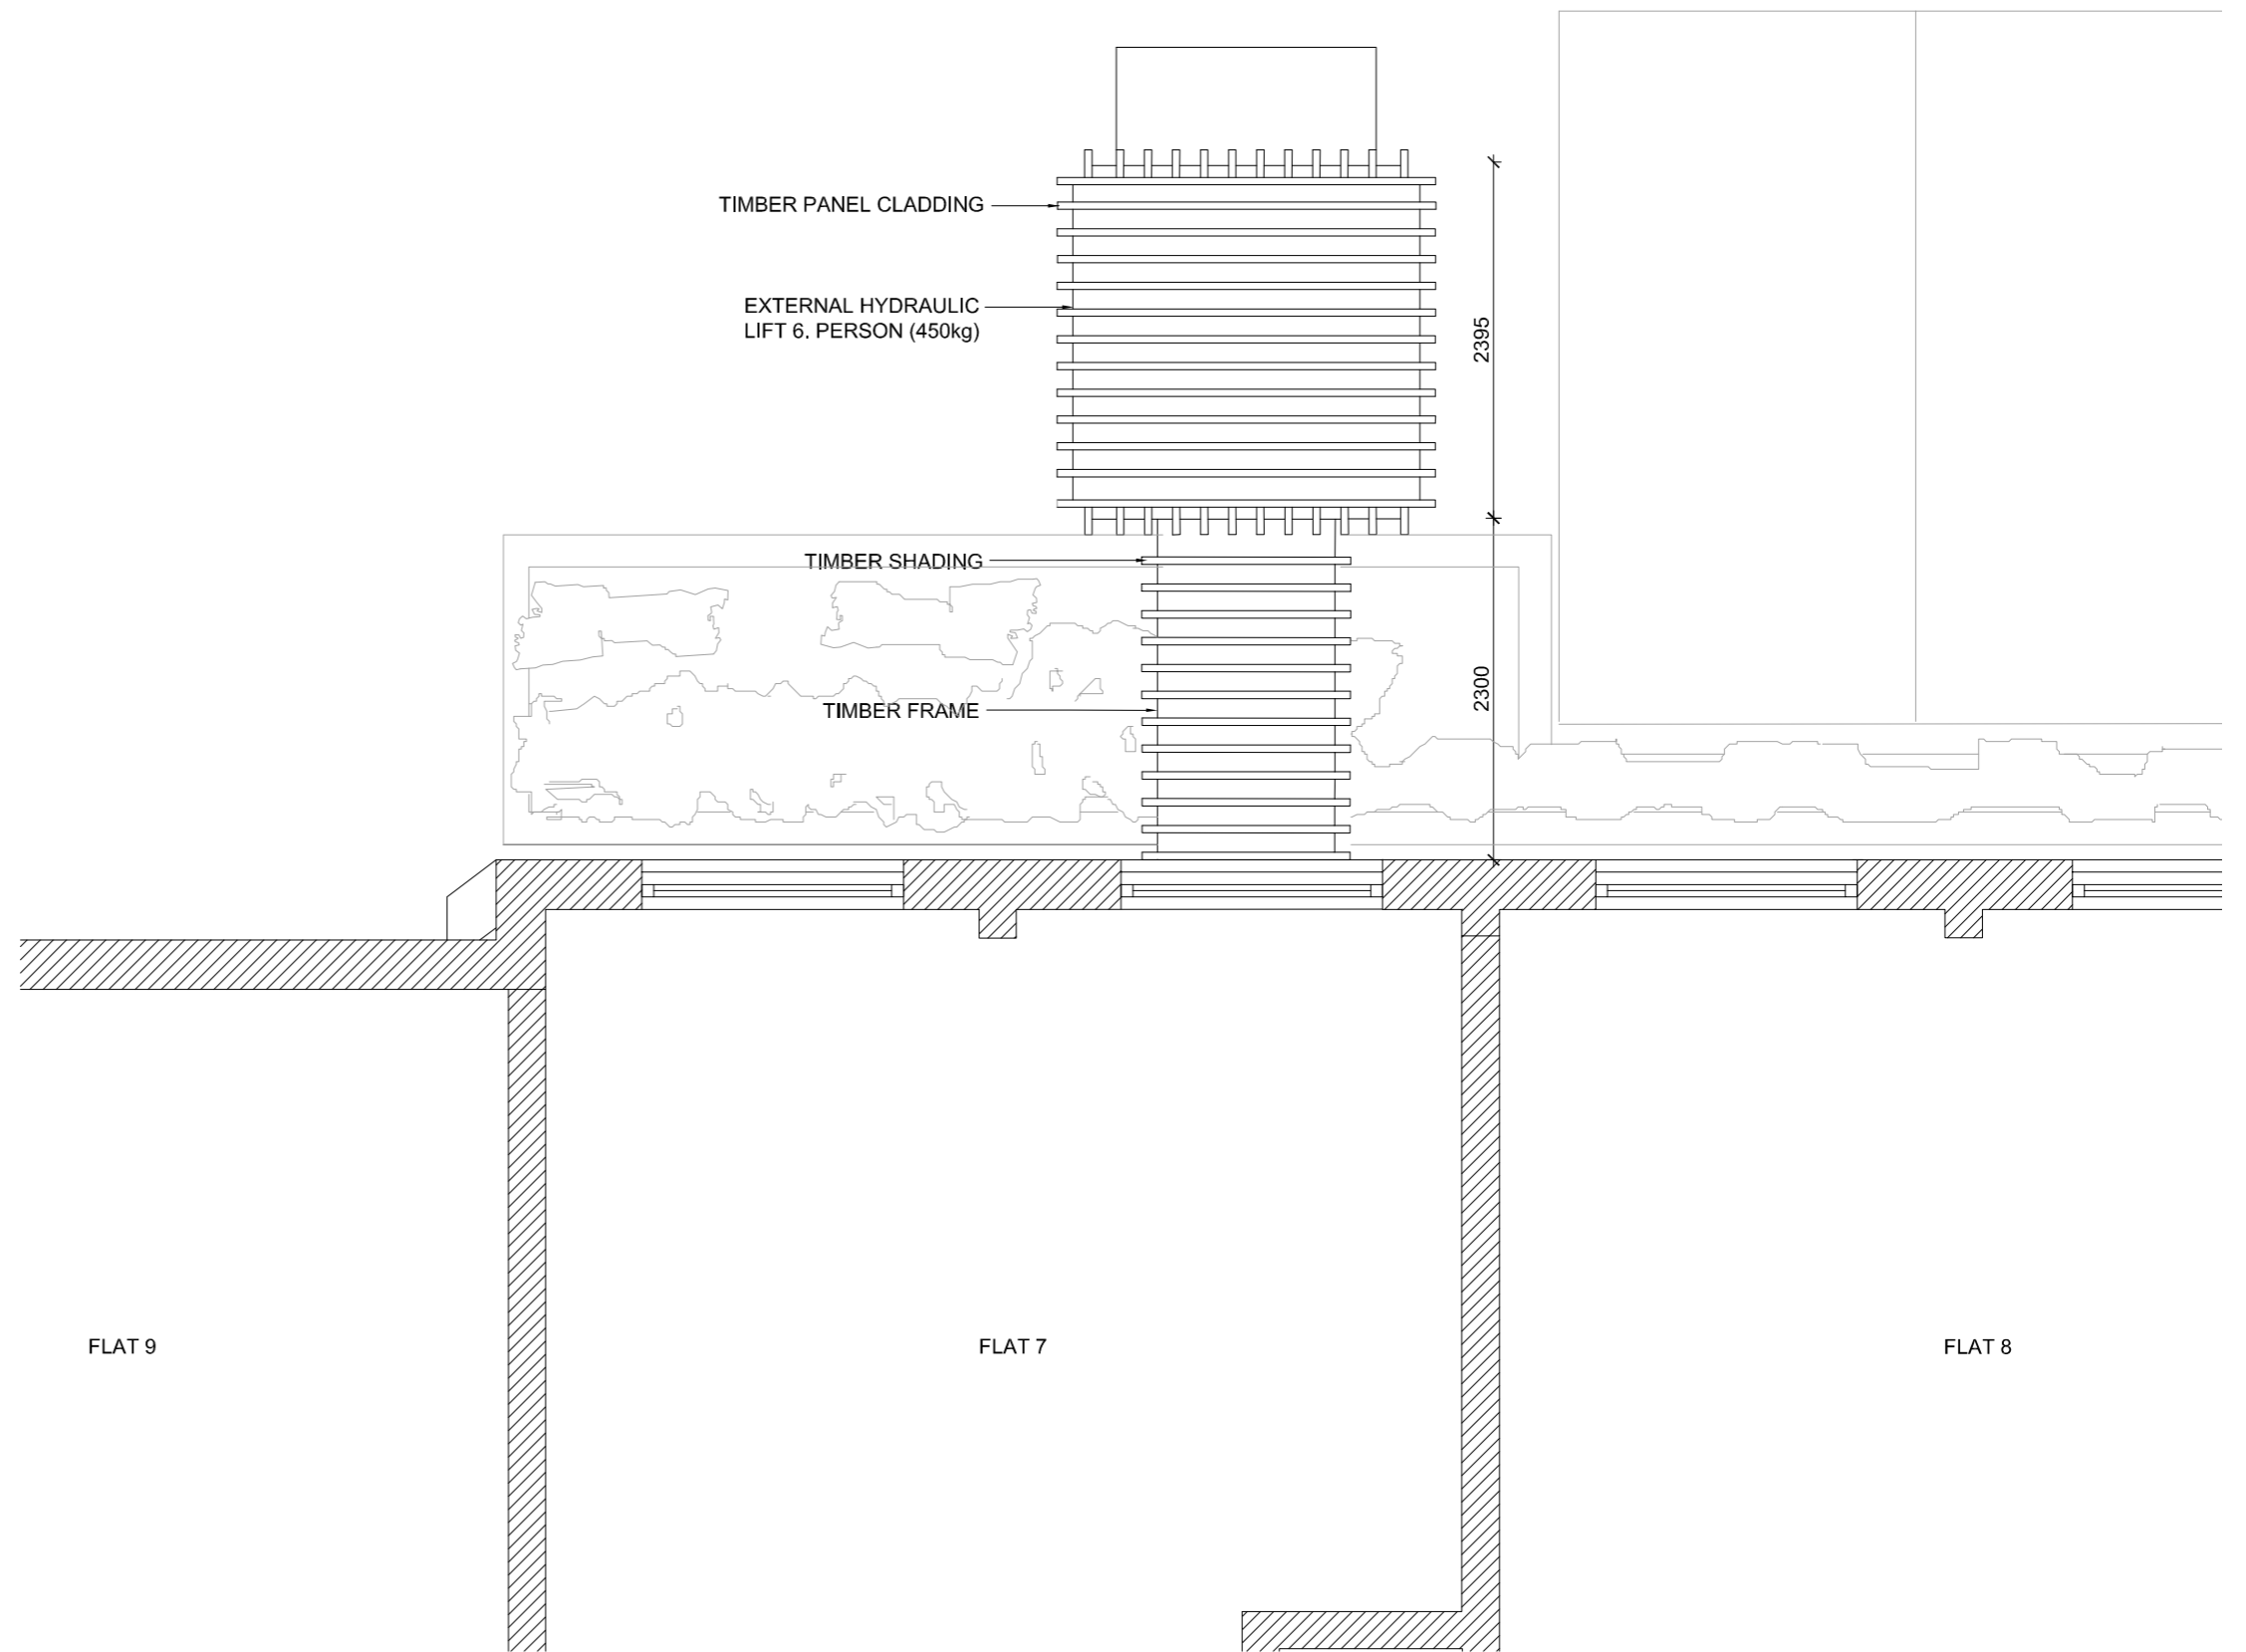 TIMBER PANEL CLADDING
EXTERNAL HYDRAULIC
LIFT 6. PERSON (450kg)
2395
TIMBER SHADING
2300
TIMBER FRAME
FLAT 9
FLAT 7
FLAT 8